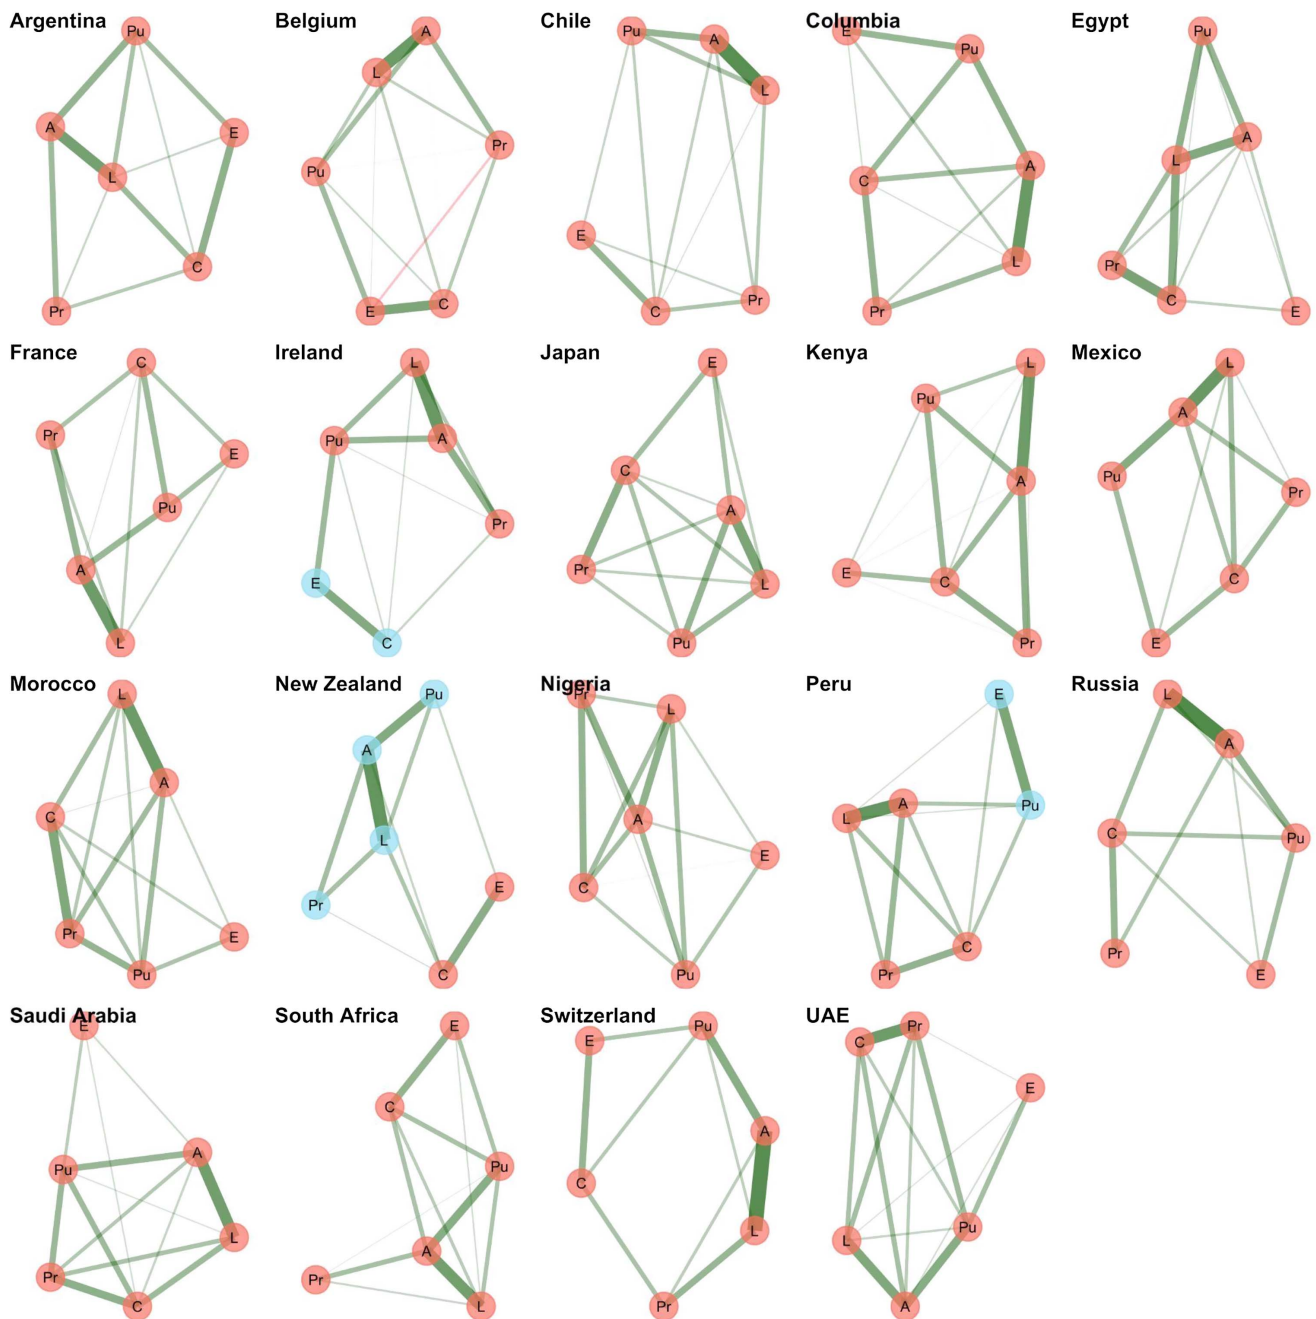 Argentina
Pu
A
E
L
C
Pr
Belgium
A
L
Pr
Pu
C
E
Chile
Pu
A
L
E
Pr
C
Columbia
E
Pu
A
C
L
Pr
Egypt
Pu
A
L
Pr
C
E
France
C
Pr
E
Pu
A
L
Ireland
L
Pu
A
Pr
E
C
Japan
E
C
A
Pr
L
Pu
Kenya
L
Pu
A
E
C
Pr
Mexico
L
A
Pu
Pr
C
E
Morocco
L
A
C
Pr
E
Pu
New Zealand
Pu
A
L
E
Pr
C
Nigeria
Pr
L
A
E
C
Pu
Peru
E
A
Pu
L
C
Pr
Russia
L
A
C
Pu
Pr
E
Saudi Arabia
E
A
Pu
L
Pr
C
South Africa
E
C
Pu
A
Pr
L
Switzerland
Pu
E
A
C
L
Pr
UAE
Pr
C
E
Pu
L
A